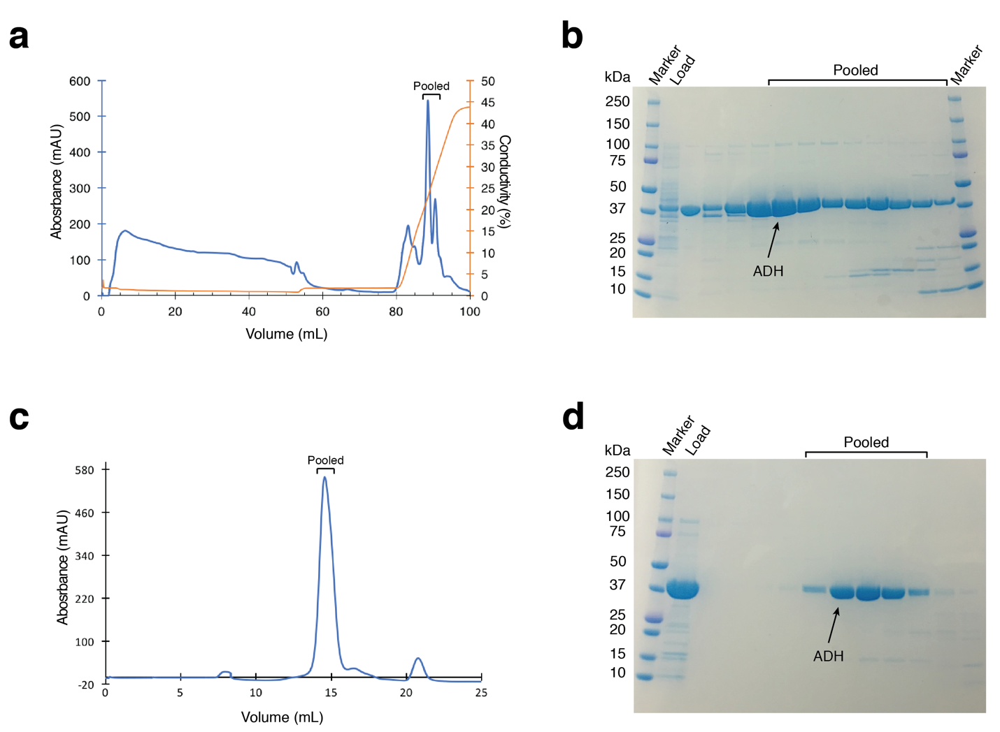 a
Pooled
Abosrbance (mAU)
600
500
400
300
200
100
0
50
45
40
35
30
25
20
15
10
5
0
Conductivity (%)
0 20 40 60 80 100
Volume (mL)
b
kDa
Marker
Load
Pooled
Marker
250
150
100
75
50
37
25
20
15
10
ADH
c
Pooled
Abosrbance (mAU)
580
460
340
220
100
-20
0 5 10 15 20 25
Volume (mL)
d
kDa
Marker
Load
Pooled
250
150
100
75
50
37
25
20
15
10
ADH